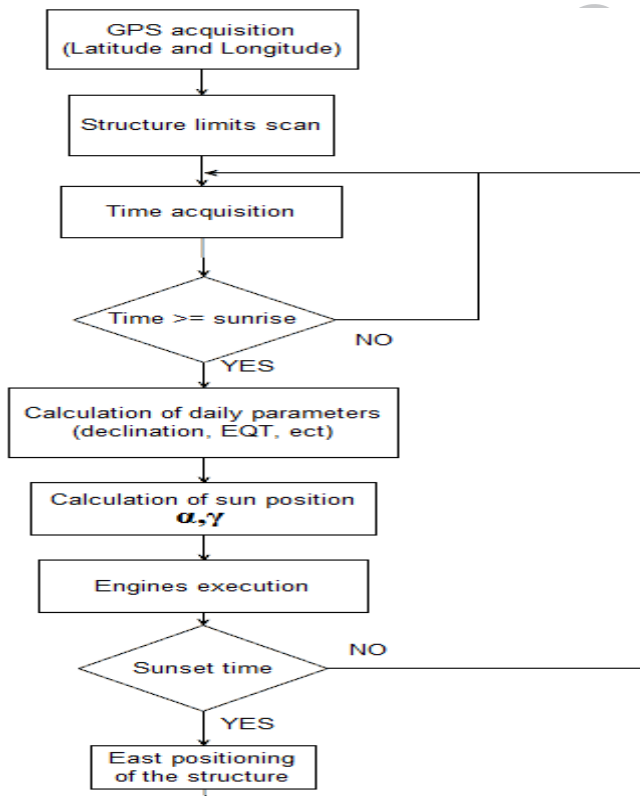 GPS acquisition
(Latitude and Longitude)
Structure limits scan
Time acquisition
Time >= sunrise
NO
YES
Calculation of daily parameters
(declination, EQT, ect)
Calculation of sun position
α,γ
Engines execution
Sunset time
NO
YES
East positioning
of the structure